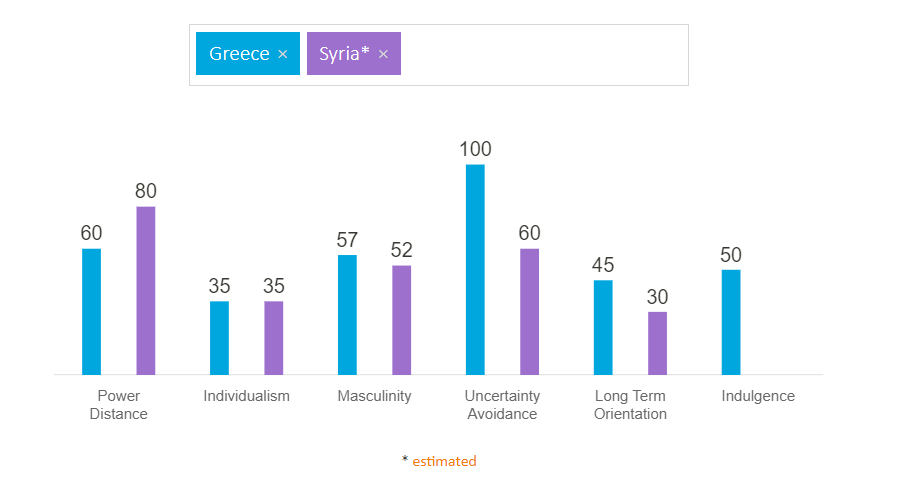 Greece ×
Syria* ×
100
80
60
60
57
52
50
45
35
35
30
Power
Distance
Individualism
Masculinity
Uncertainty
Avoidance
Long Term
Orientation
Indulgence
* estimated